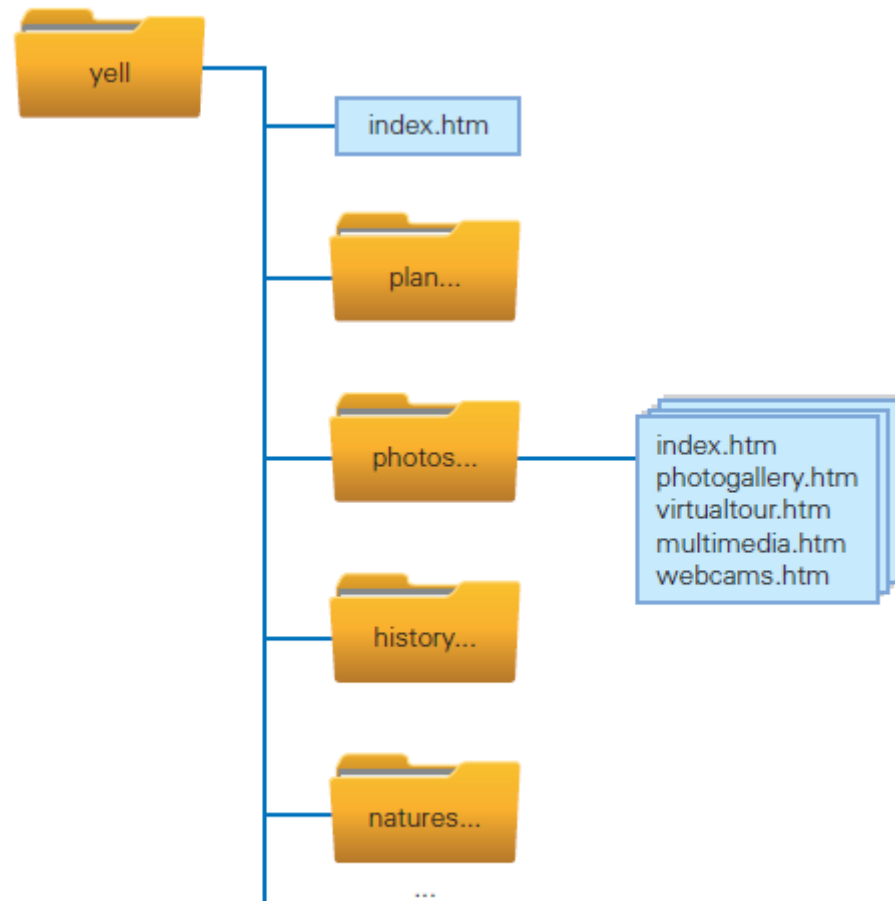 yell
index.htm
plan...
photos...
index.htm
photogallery.htm
virtualtour.htm
multimedia.htm
webcams.htm
history...
natures...
...